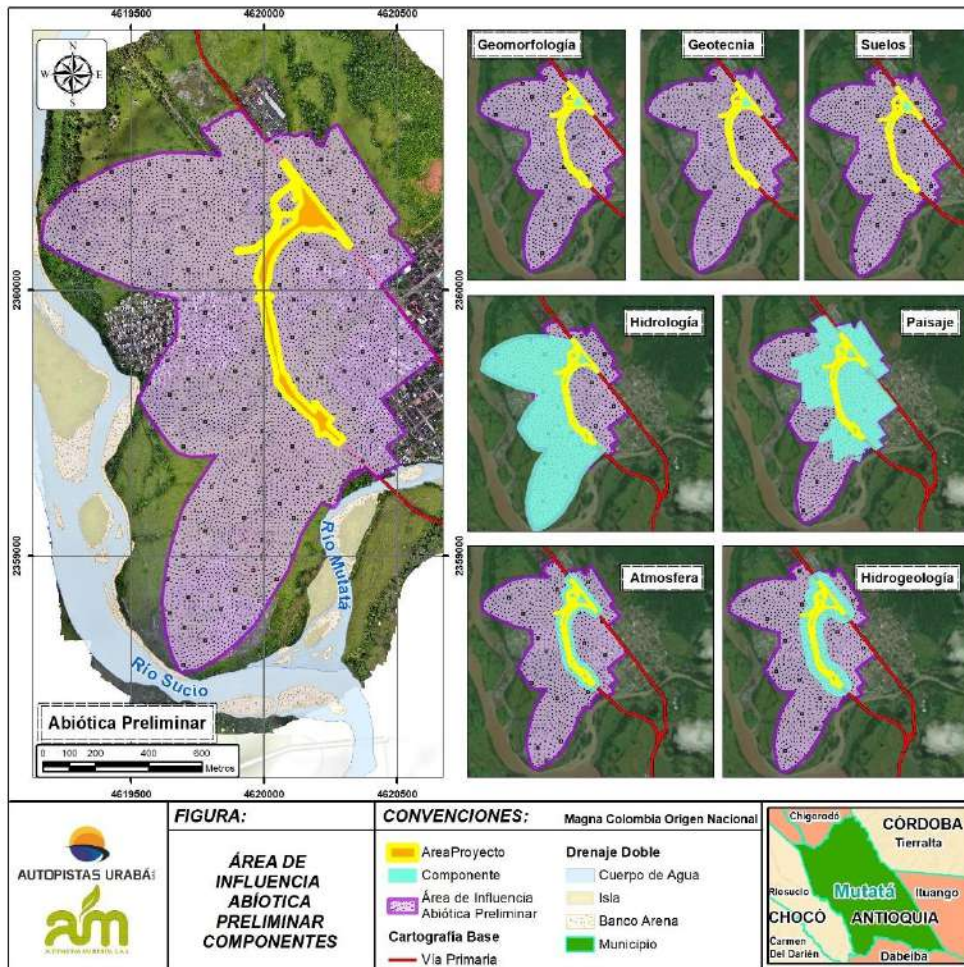 4619500
4620000
4620500
N
W
E
S
2360000
2359000
Río Mutatá
Río Sucio
Abiótica Preliminar
0 100 200 400 600
Metros
4619500
4620000
4620500
2360000
2359000
Geomorfología
Geotecnia
Suelos
Hidrología
Paisaje
Atmosfera
Hidrogeología
AUTOPISTAS URABÁ
am
FIGURA:
ÁREA DE
INFLUENCIA
ABÍOTICA
PRELIMINAR
COMPONENTES
CONVENCIONES:
Magna Colombia Origen Nacional
AreaProyecto
Componente
Área de Influencia
Abiótica Preliminar
Cartografía Base
Vía Primaria
Drenaje Doble
Cuerpo de Agua
Isla
Banco Arena
Municipio
Chigorodó
CÓRDOBA
Tierralta
Riosucio
Mutatá
Ituango
CHOCÓ
ANTIOQUIA
Carmen
Del Darién
Dabeiba